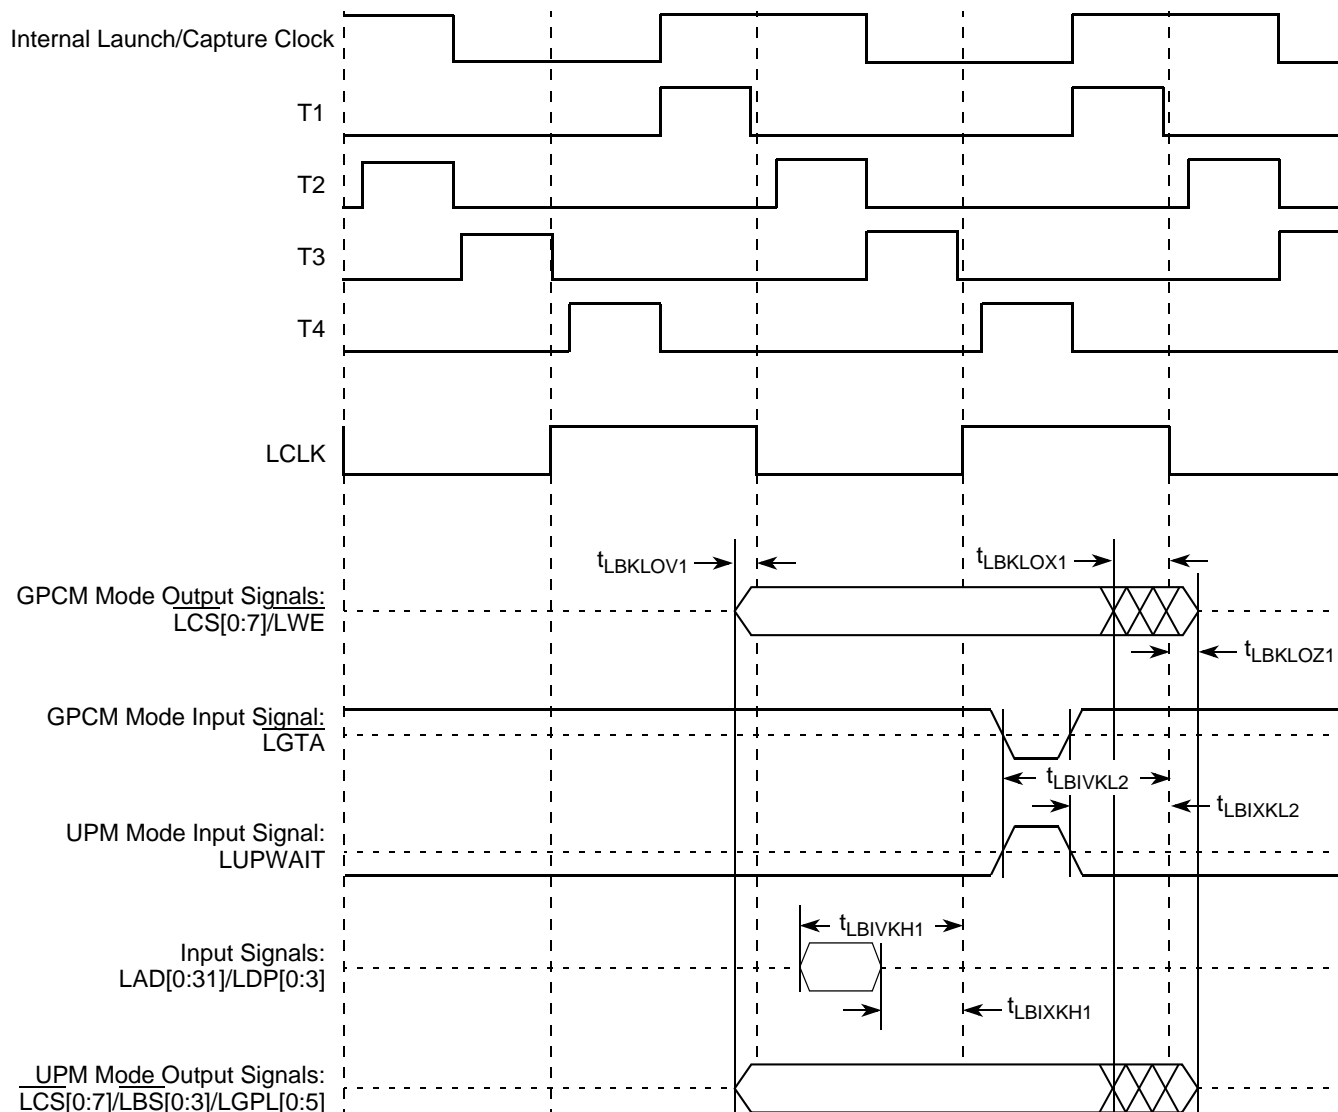 Internal Launch/Capture Clock
T1
T2
T3
T4
LCLK
tLBKLOV1
tLBKLOX1
GPCM Mode Output Signals:
LCS[0:7]/LWE
tLBKLOZ1
GPCM Mode Input Signal:
LGTA
tLBIVKL2
tLBIXKL2
UPM Mode Input Signal:
LUPWAIT
tLBIVKH1
Input Signals:
LAD[0:31]/LDP[0:3]
tLBIXKH1
UPM Mode Output Signals:
LCS[0:7]/LBS[0:3]/LGPL[0:5]